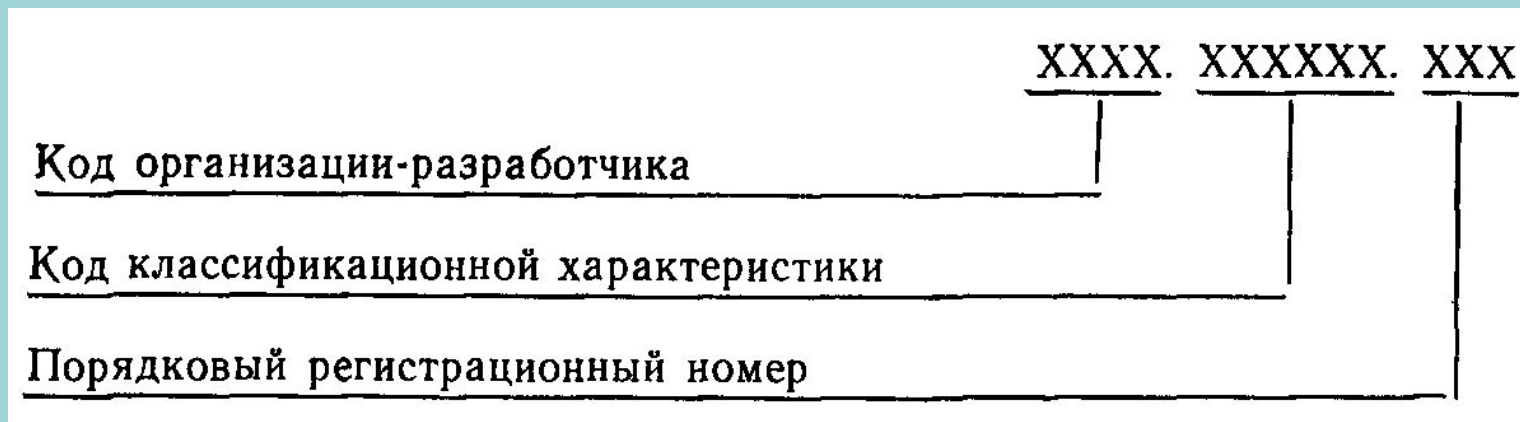 XXXX. XXXXXX. XXX
Код организации-разработчика
Код классификационной характеристики
Порядковый регистрационный номер